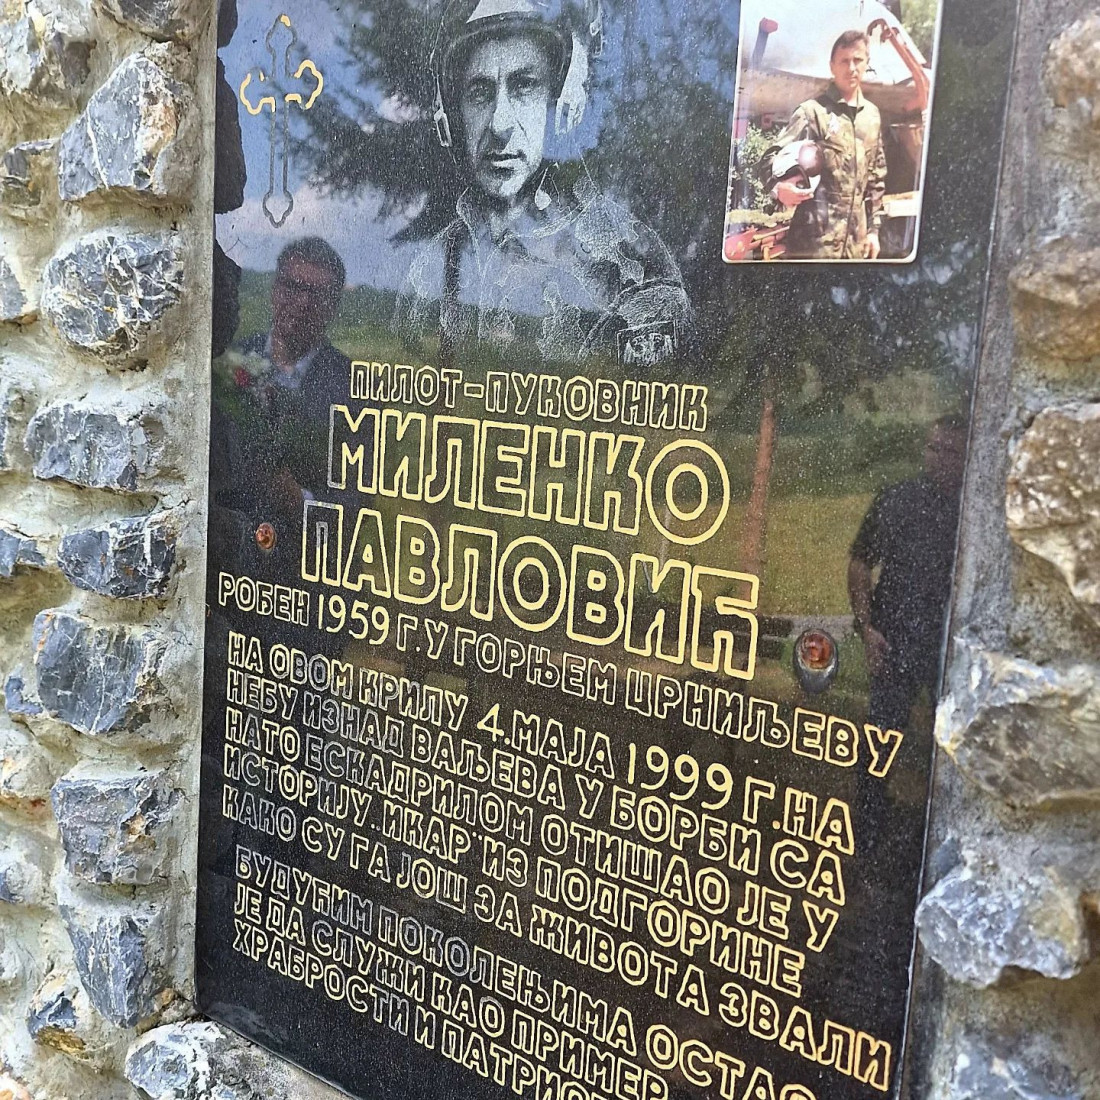 ПИЛОТ-ПУКОВНИК
МИЛЕНКО
ПАВЛОВИЋ
РОЂЕН 1959 Г. У ГОРЊЕМ ЦРНИЉЕВУ
НА ОВОМ КРИЛУ 4. МАЈА 1999 Г. НА
НЕБУ ИЗНАД ВАЉЕВА У БОРБИ СА
НАТО ЕСКАДРИЛОМ ОТИШАО ЈЕ У
ИСТОРИЈУ „ИКАР“ ИЗ ПОДГОРИНЕ
КАКО СУ ГА ЈОШ ЗА ЖИВОТА ЗВАЛИ
БУДУЋИМ ПОКОЛЕЊИМА ОСТАО
ЈЕ ДА СЛУЖИ КАО ПРИМЕР
ХРАБРОСТИ И